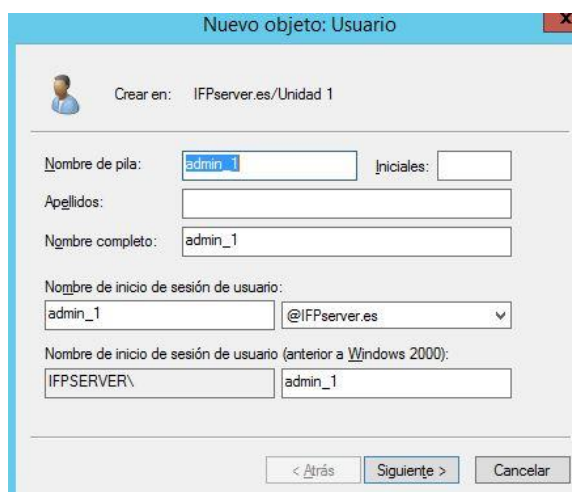 Nuevo objeto: Usuario
x
Crear en: IFPserver.es/Unidad 1
Nombre de pila: admin_1 Iniciales:
Apellidos:
Nombre completo: admin_1
Nombre de inicio de sesión de usuario:
admin_1 @IFPserver.es
Nombre de inicio de sesión de usuario (anterior a Windows 2000):
IFPSERVER\ admin_1
< Atrás Siguiente > Cancelar